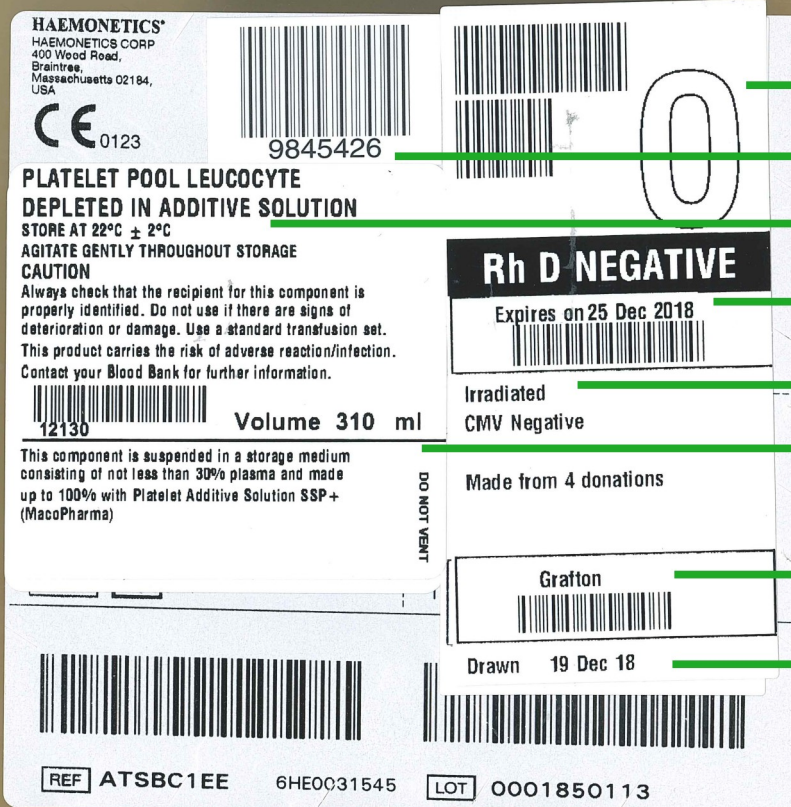 HAEMONETICS®
HAEMONETICS CORP
400 Wood Road,
Braintree,
Massachusetts 02184,
USA
CE 0123
9845426
PLATELET POOL LEUCOCYTE
DEPLETED IN ADDITIVE SOLUTION
STORE AT 22°C ± 2°C
AGITATE GENTLY THROUGHOUT STORAGE
CAUTION
Always check that the recipient for this component is
properly identified. Do not use if there are signs of
deterioration or damage. Use a standard transfusion set.
This product carries the risk of adverse reaction/infection.
Contact your Blood Bank for further information.
12130
Volume 310 ml
This component is suspended in a storage medium
consisting of not less than 30% plasma and made
up to 100% with Platelet Additive Solution SSP+
(MacoPharma)
DO NOT VENT
O
Rh D NEGATIVE
Expires on 25 Dec 2018
Irradiated
CMV Negative
Made from 4 donations
Grafton
Drawn 19 Dec 18
REF ATSBC1EE
6HE0031545
LOT 0001850113